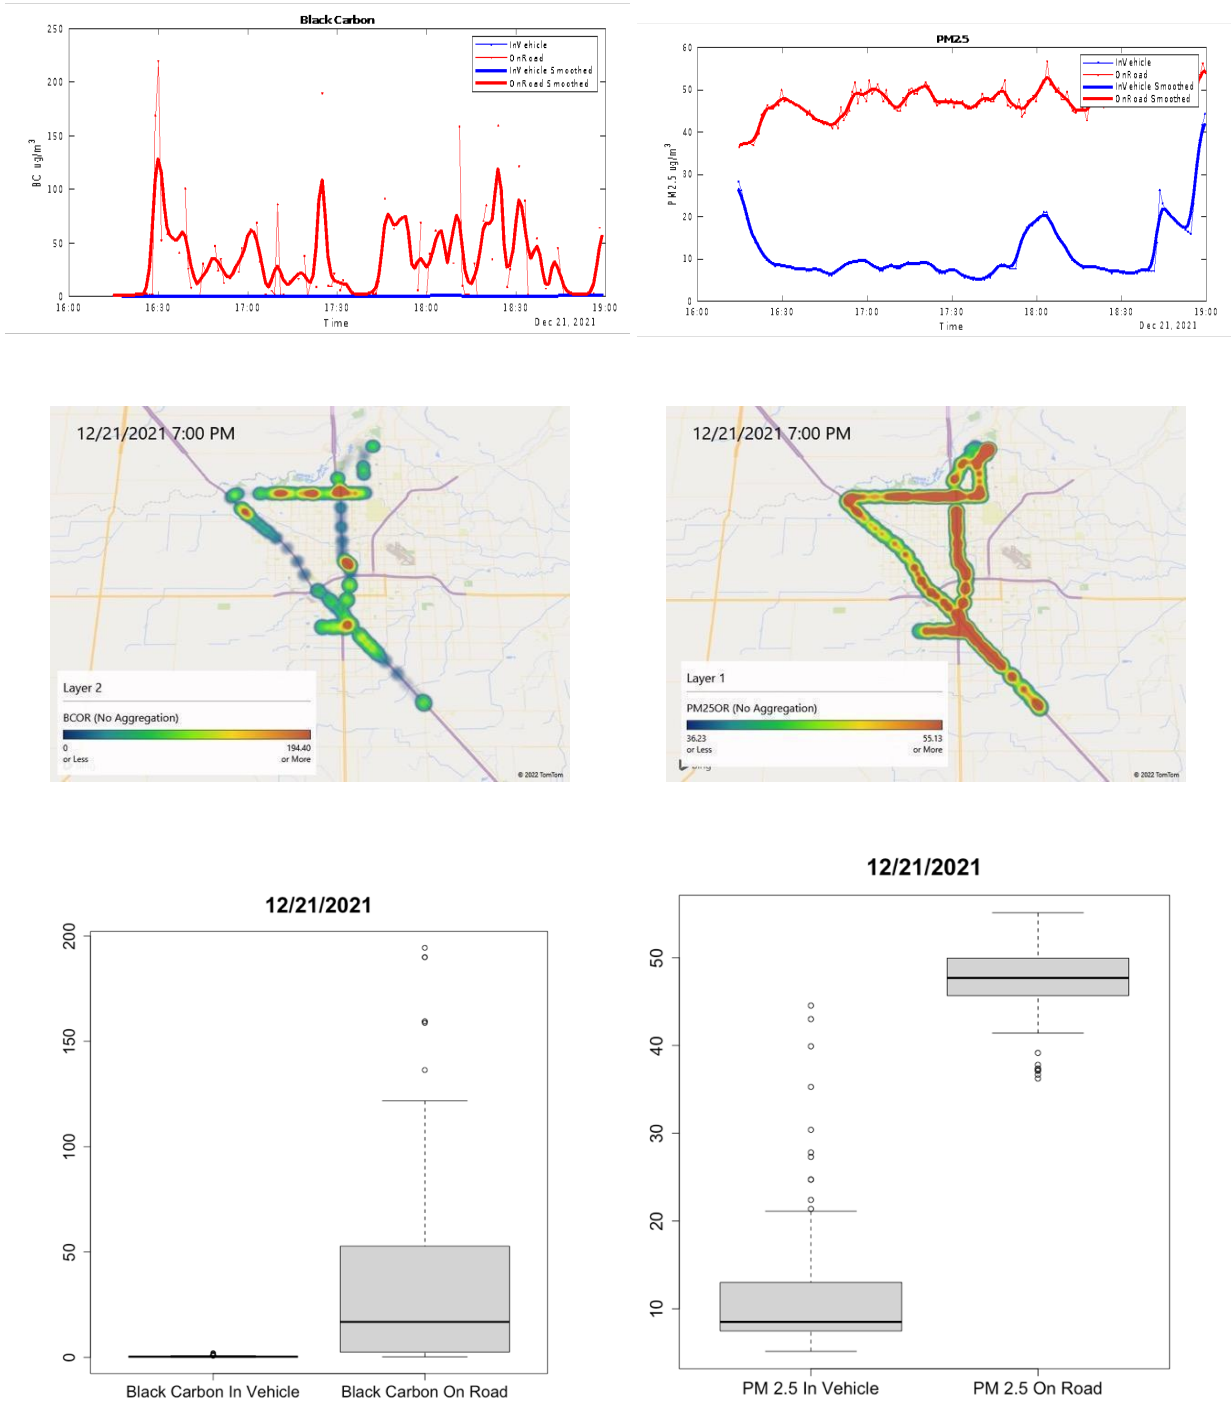 Black Carbon
250
200
150
100
50
0
BC ug/m3
InVehicle
OnRoad
InVehicle Smoothed
OnRoad Smoothed
16:00 16:30 17:00 17:30 18:00 18:30 19:00
Time
Dec 21, 2021
PM2.5
60
50
40
30
20
10
0
PM2.5 ug/m3
InVehicle
OnRoad
InVehicle Smoothed
OnRoad Smoothed
16:00 16:30 17:00 17:30 18:00 18:30 19:00
Time
Dec 21, 2021
12/21/2021 7:00 PM
Layer 2
BCOR (No Aggregation)
0 194.40
or Less or More
© 2022 TomTom
12/21/2021 7:00 PM
Layer 1
PM25OR (No Aggregation)
36.23 55.13
or Less or More
© 2022 TomTom
12/21/2021
200
150
100
50
0
Black Carbon In Vehicle Black Carbon On Road
12/21/2021
50
40
30
20
10
PM 2.5 In Vehicle PM 2.5 On Road